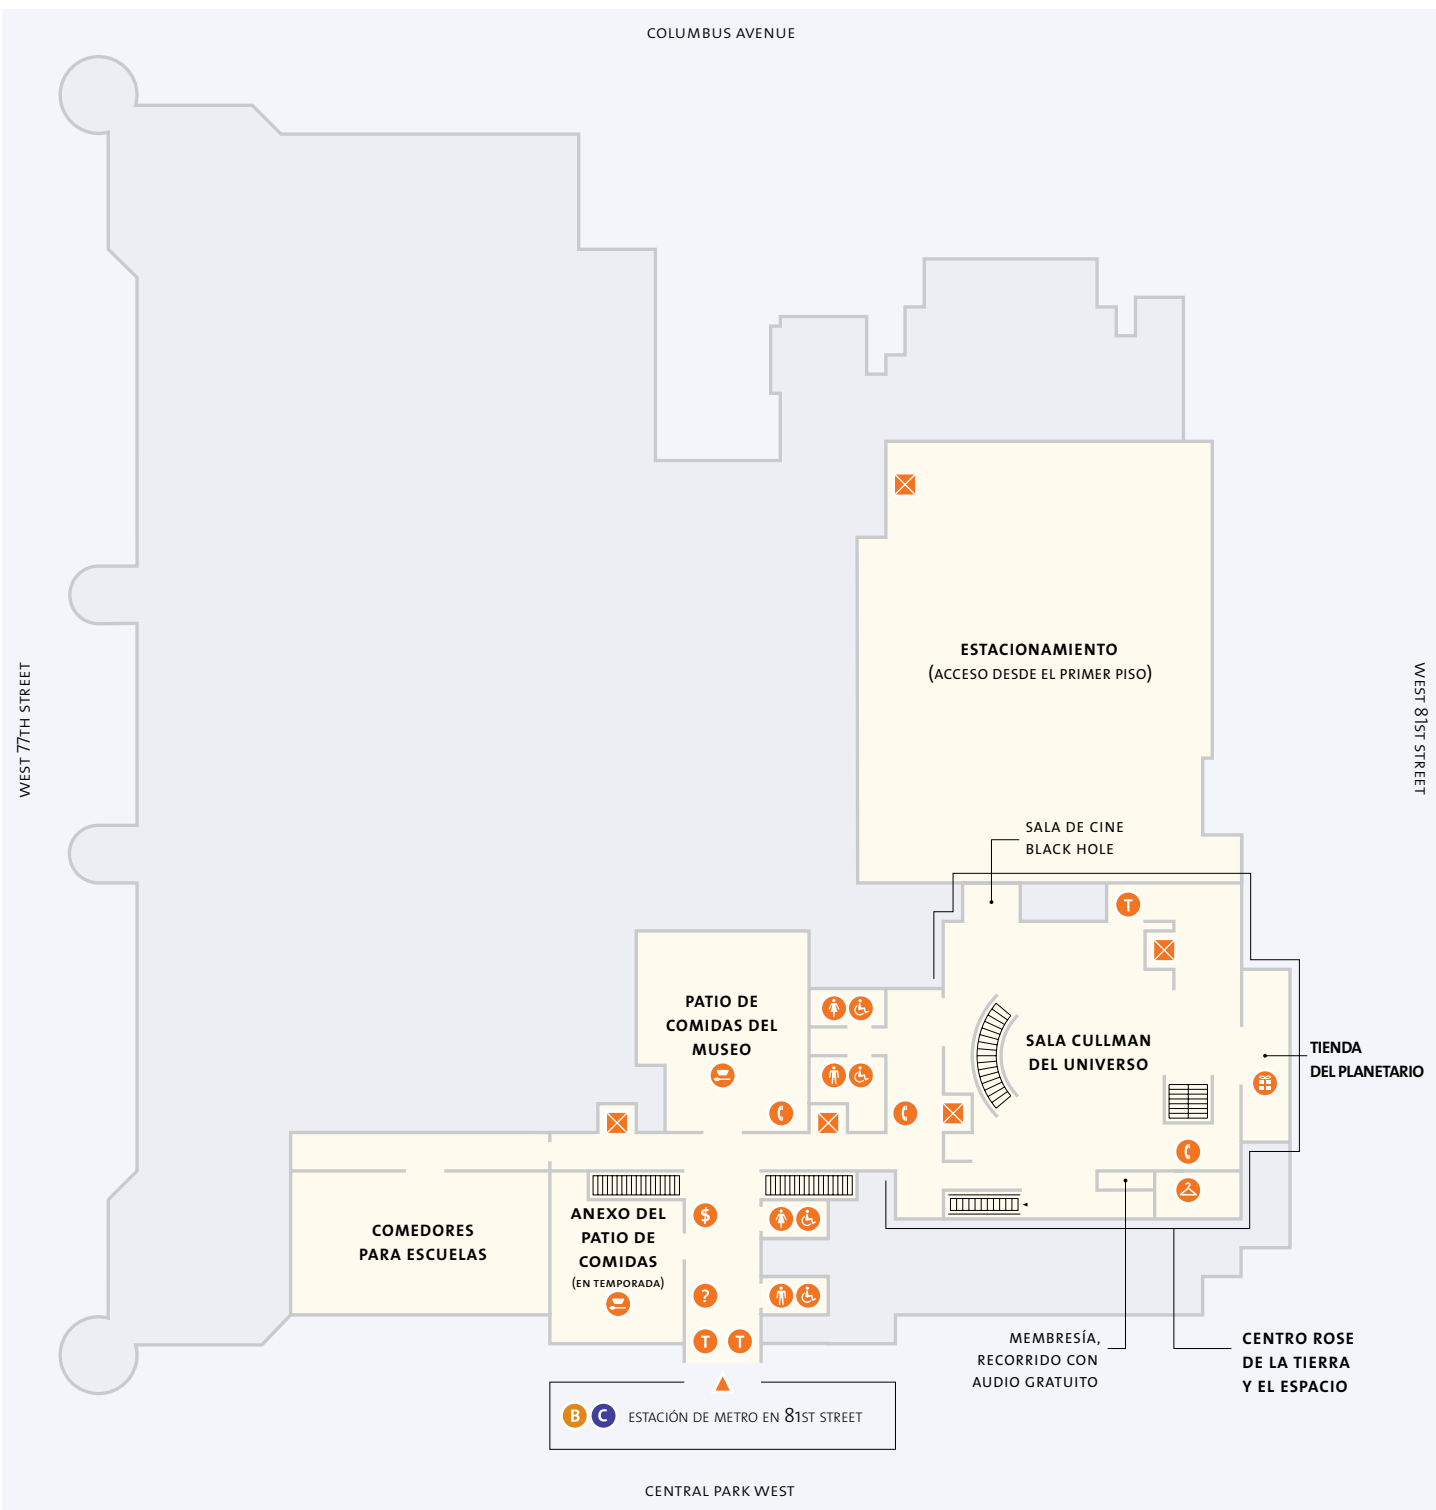 COLUMBUS AVENUE
WEST 77TH STREET
WEST 81ST STREET
ESTACIONAMIENTO
(ACCESO DESDE EL PRIMER PISO)
SALA DE CINE
BLACK HOLE
T
PATIO DE
COMIDAS DEL
MUSEO
SALA CULLMAN
DEL UNIVERSO
TIENDA
DEL PLANETARIO
COMEDORES
PARA ESCUELAS
ANEXO DEL
PATIO DE
COMIDAS
(EN TEMPORADA)
$
?
T T
MEMBRESÍA,
RECORRIDO CON
AUDIO GRATUITO
CENTRO ROSE
DE LA TIERRA
Y EL ESPACIO
B C ESTACIÓN DE METRO EN 81ST STREET
CENTRAL PARK WEST